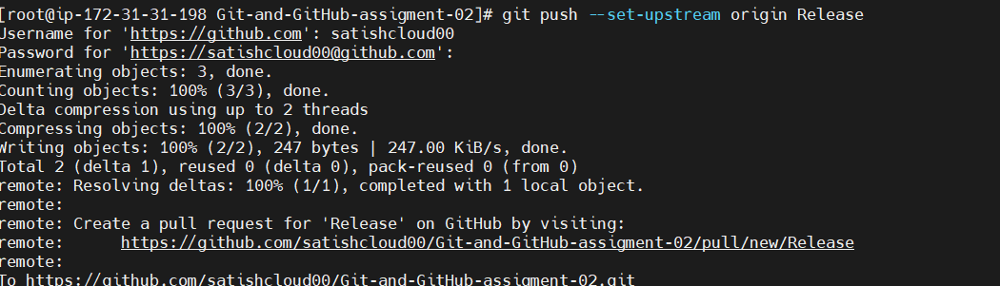 [root@ip-172-31-31-198 Git-and-GitHub-assigment-02]# git push --set-upstream origin Release
Username for 'https://github.com': satishcloud00
Password for 'https://satishcloud00@github.com':
Enumerating objects: 3, done.
Counting objects: 100% (3/3), done.
Delta compression using up to 2 threads
Compressing objects: 100% (2/2), done.
Writing objects: 100% (2/2), 247 bytes | 247.00 KiB/s, done.
Total 2 (delta 1), reused 0 (delta 0), pack-reused 0 (from 0)
remote: Resolving deltas: 100% (1/1), completed with 1 local object.
remote:
remote: Create a pull request for 'Release' on GitHub by visiting:
remote:      https://github.com/satishcloud00/Git-and-GitHub-assigment-02/pull/new/Release
remote:
To https://github.com/satishcloud00/Git-and-GitHub-assigment-02.git